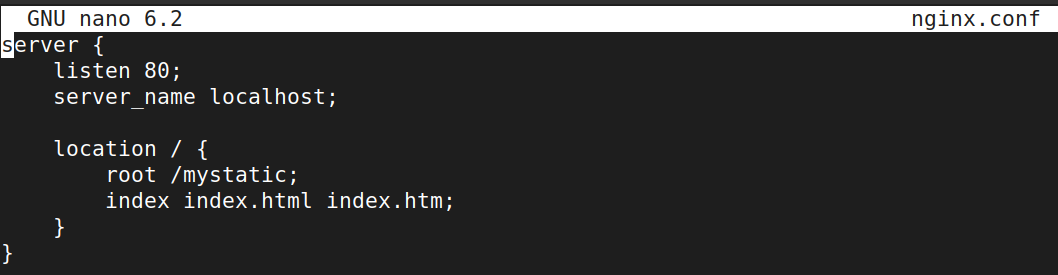 GNU nano 6.2 nginx.conf
server {
    listen 80;
    server_name localhost;

    location / {
        root /mystatic;
        index index.html index.htm;
    }
}